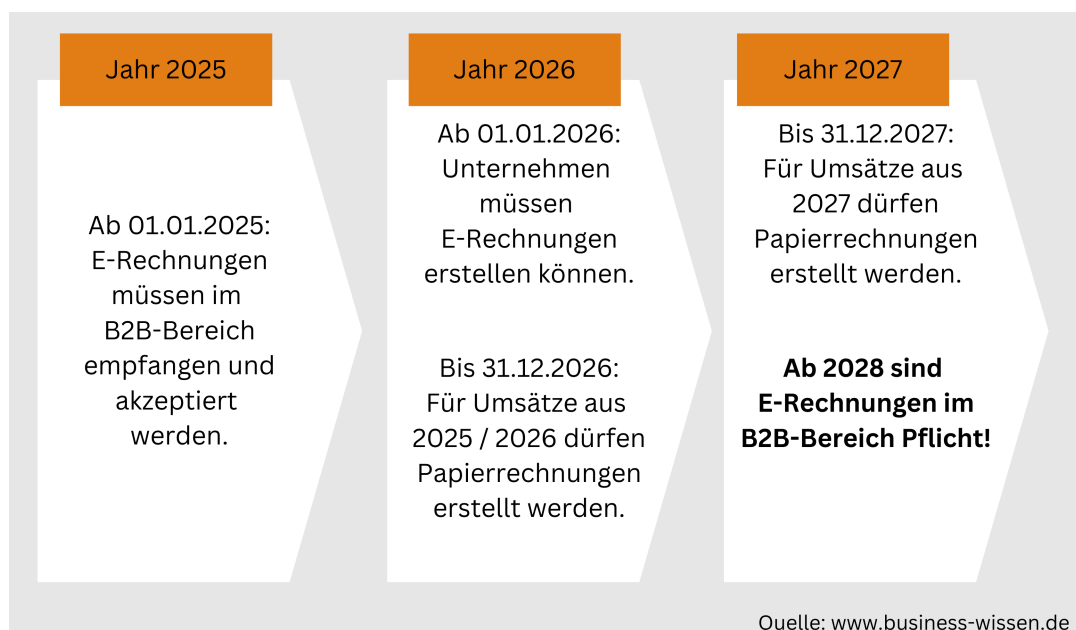 Jahr 2025
Ab 01.01.2025:
E-Rechnungen
müssen im
B2B-Bereich
empfangen und
akzeptiert
werden.
Jahr 2026
Ab 01.01.2026:
Unternehmen
müssen
E-Rechnungen
erstellen können.
Bis 31.12.2026:
Für Umsätze aus
2025 / 2026 dürfen
Papierrechnungen
erstellt werden.
Jahr 2027
Bis 31.12.2027:
Für Umsätze aus
2027 dürfen
Papierrechnungen
erstellt werden.
Ab 2028 sind
E-Rechnungen im
B2B-Bereich Pflicht!
Quelle: www.business-wissen.de